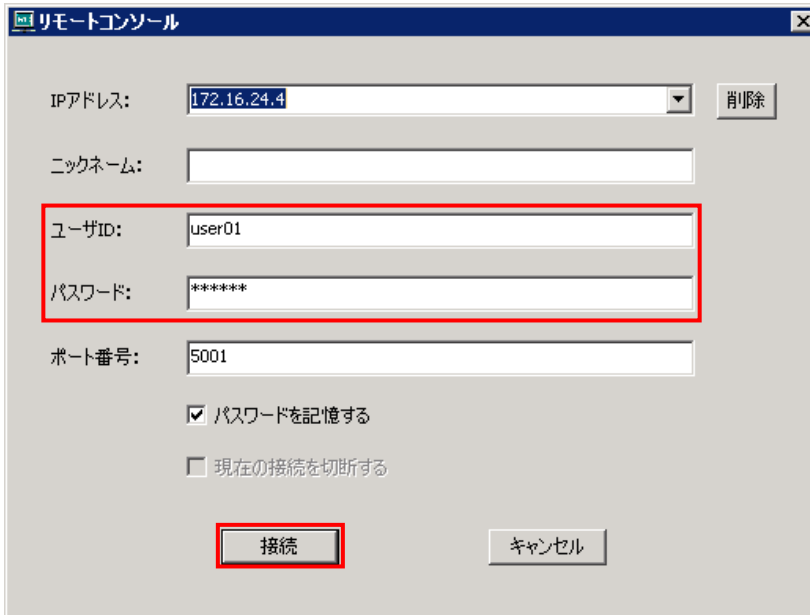 リモートコンソール
IPアドレス: 172.16.24.4 削除
ニックネーム:
ユーザID: user01
パスワード: ******
ポート番号: 5001
パスワードを記憶する
現在の接続を切断する
接続 キャンセル